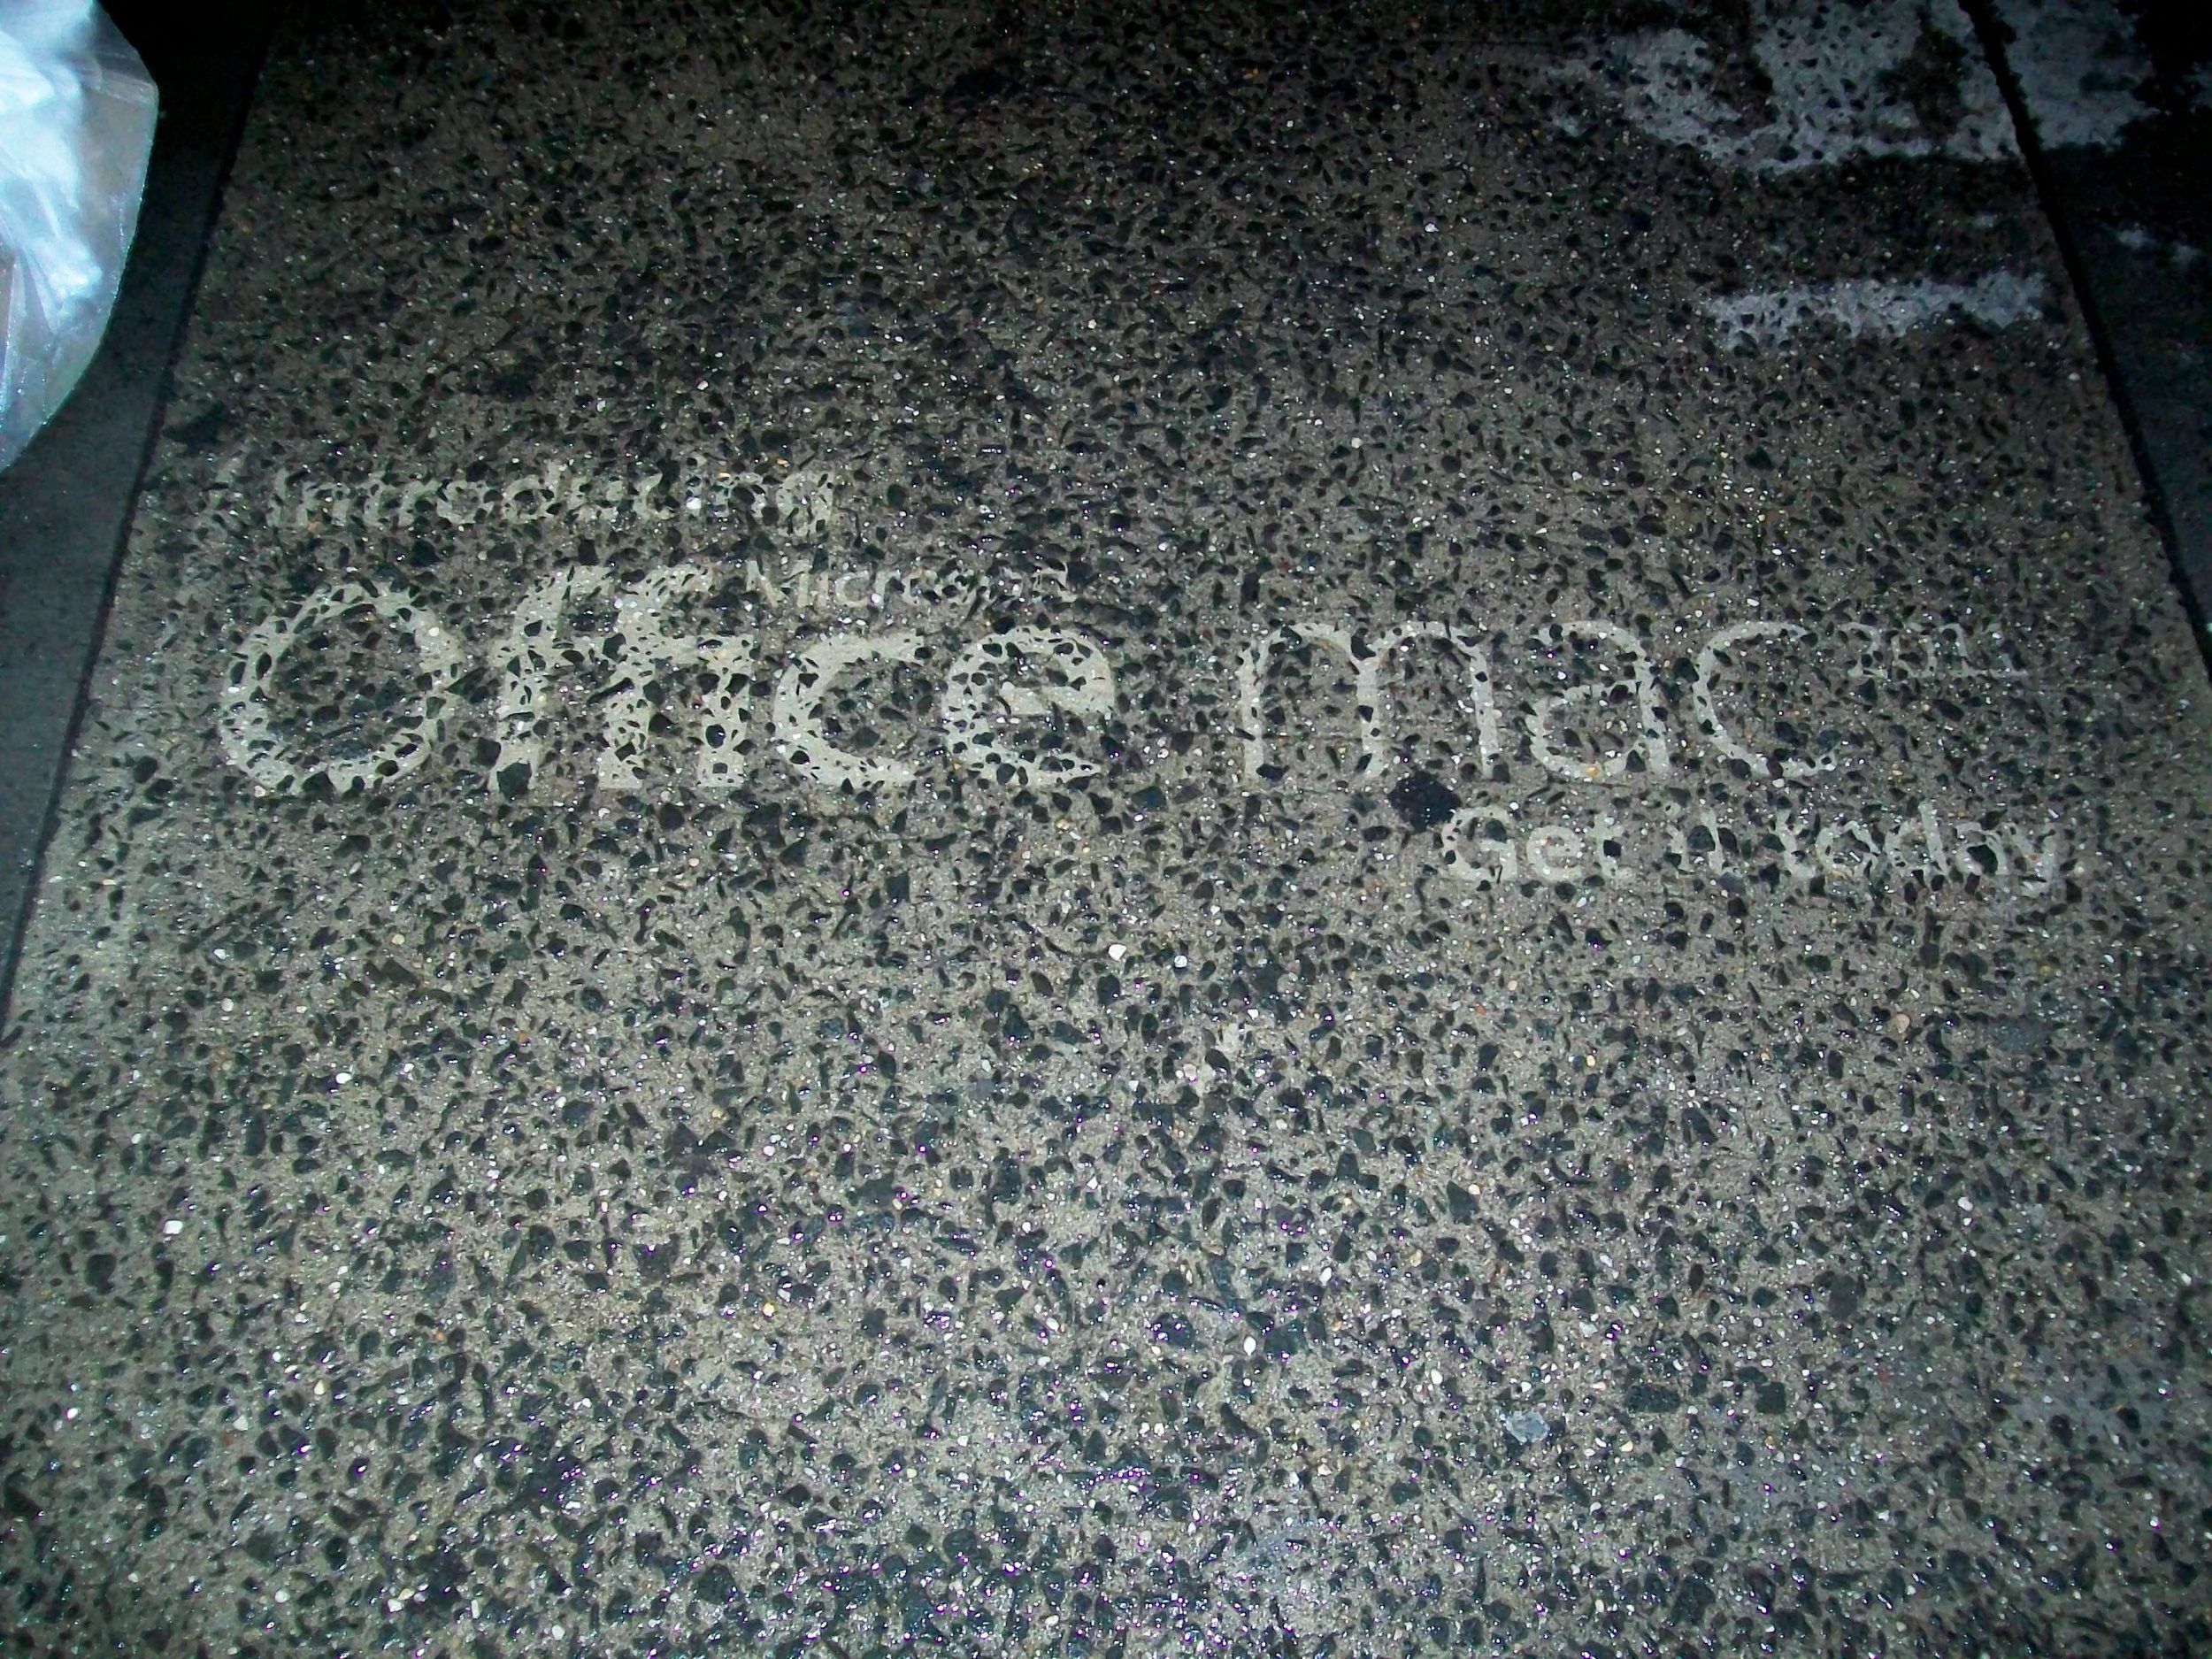 Introducing
Microsoft
Office mac 2011
Get it today